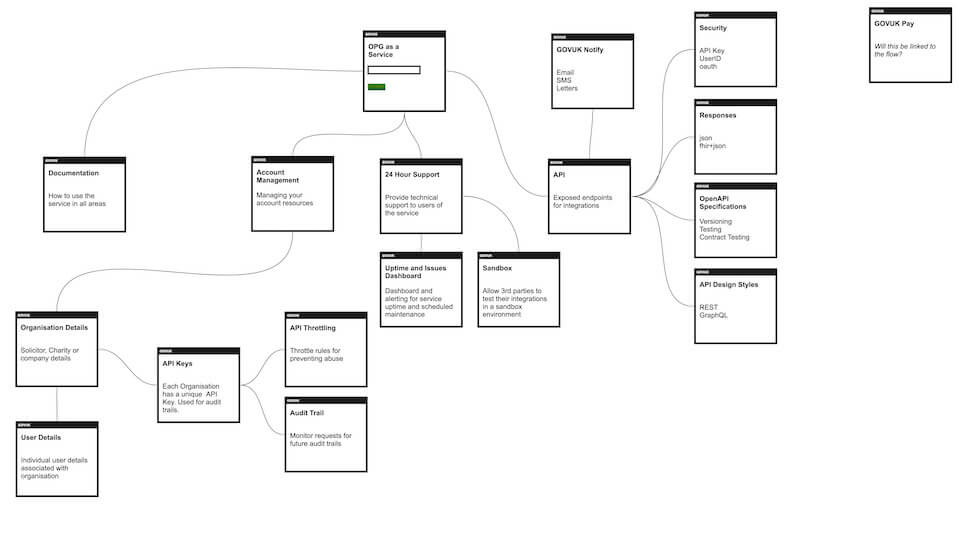 OPG as a
Service
GOVUK Notify
Email
SMS
Letters
Security
API Key
UserID
oauth
GOVUK Pay
Will this be linked to
the flow?
Responses
json
fhir+json
Documentation
How to use the
service in all areas
Account
Management
Managing your
account resources
24 Hour Support
Provide technical
support to users of
the service
API
Exposed endpoints
for integrations
OpenAPI
Specifications
Versioning
Testing
Contract Testing
Uptime and Issues
Dashboard
Dashboard and
alerting for service
uptime and scheduled
maintenance
Sandbox
Allow 3rd parties to
test their integrations
in a sandbox
environment
API Design Styles
REST
GraphQL
Organisation Details
Solicitor, Charity or
company details
API Keys
Each Organisation
has a unique API
Key. Used for audit
trails.
API Throttling
Throttle rules for
preventing abuse
Audit Trail
Monitor requests for
future audit trails
User Details
Individual user details
associated with
organisation